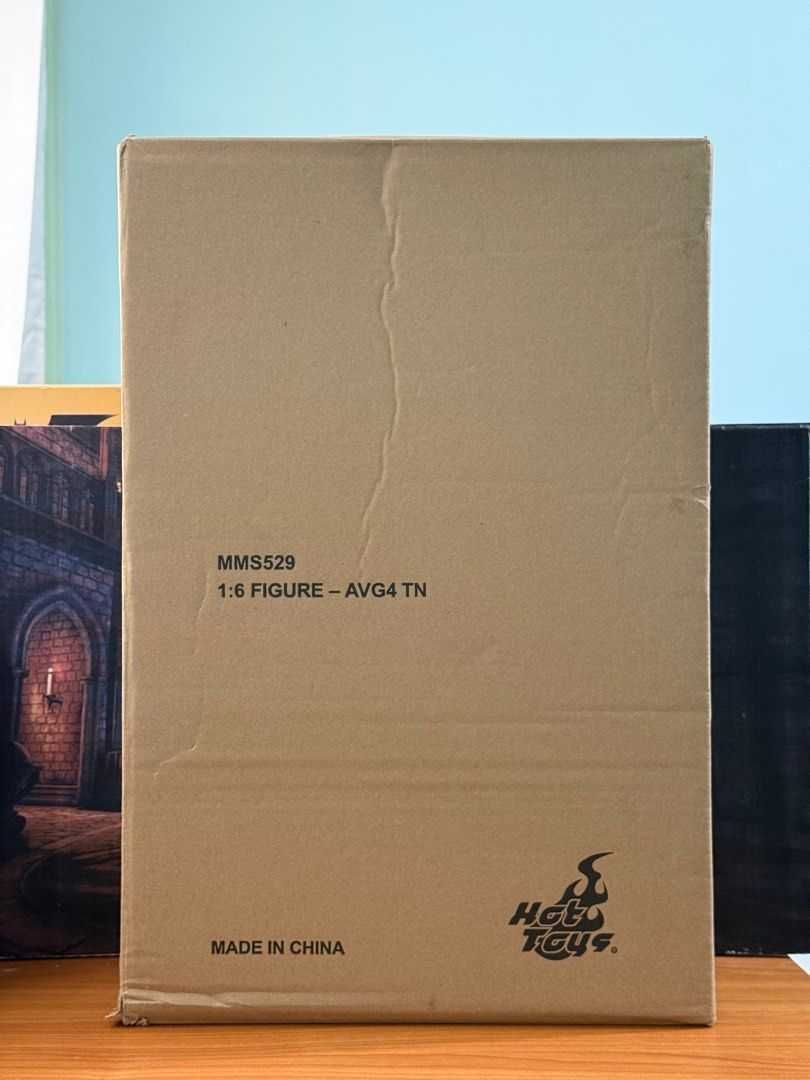 MMS529
1:6 FIGURE – AVG4 TN
MADE IN CHINA
Hot
Toys®